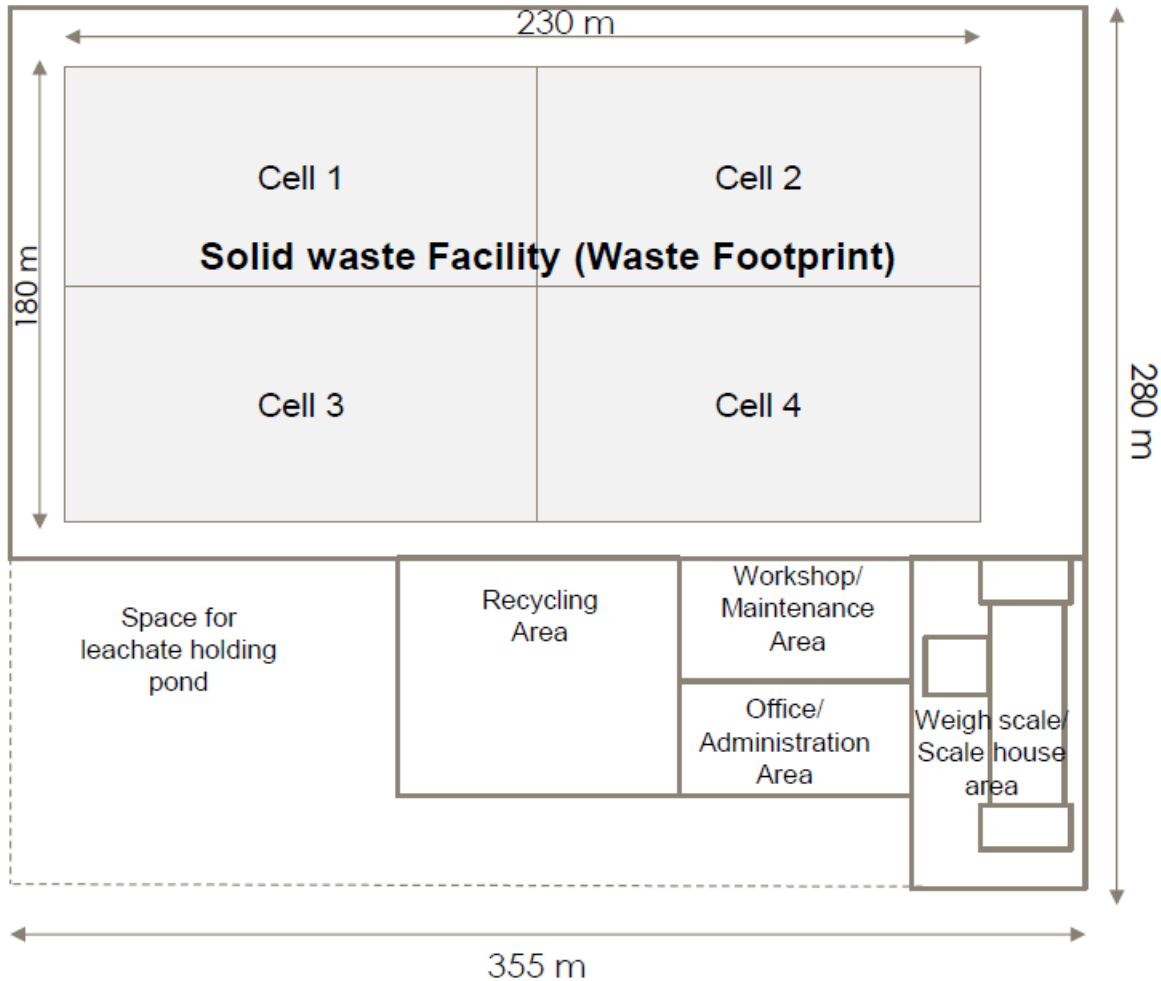 230 m
Cell 1
Cell 2
180 m
Solid waste Facility (Waste Footprint)
Cell 3
Cell 4
280 m
Space for
leachate holding
pond
Recycling
Area
Workshop/
Maintenance
Area
Office/
Administration
Area
Weigh scale/
Scale house
area
355 m